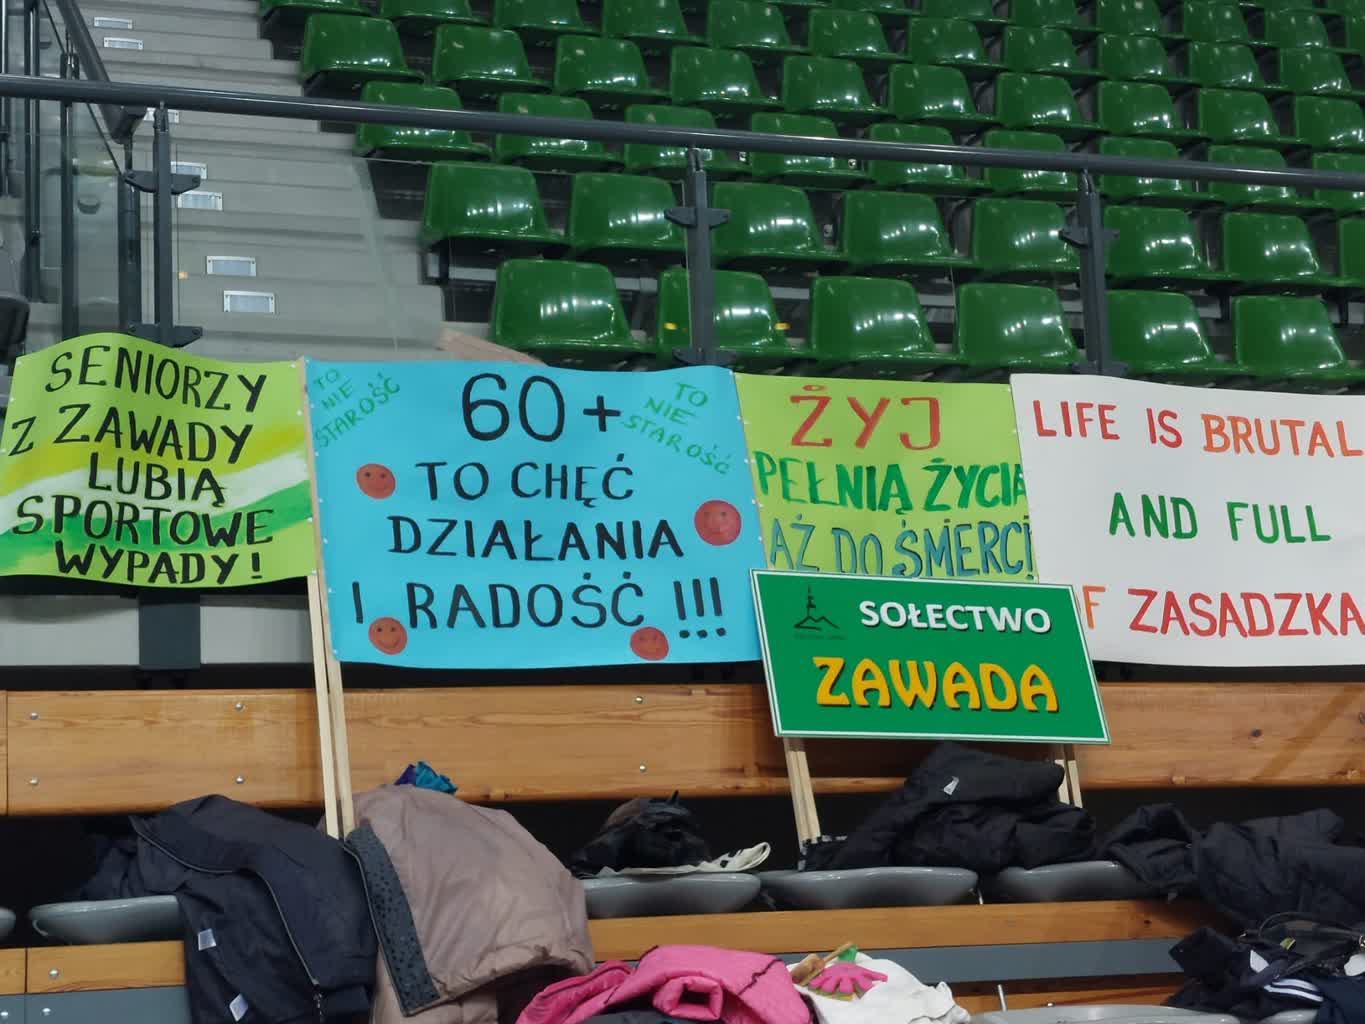 SENIORZY
Z ZAWADY
LUBIĄ
SPORTOWE
WYPADY!
TO
NIE
STAROŚĆ
60+
TO
NIE
STAROŚĆ
TO CHĘĆ
DZIAŁANIA
I RADOŚĆ !!!
ŻYJ
PEŁNIĄ ŻYCIA
AŻ DO ŚMIERCI
LIFE IS BRUTAL
AND FULL
OF ZASADZKA
SOŁECTWO
ZAWADA